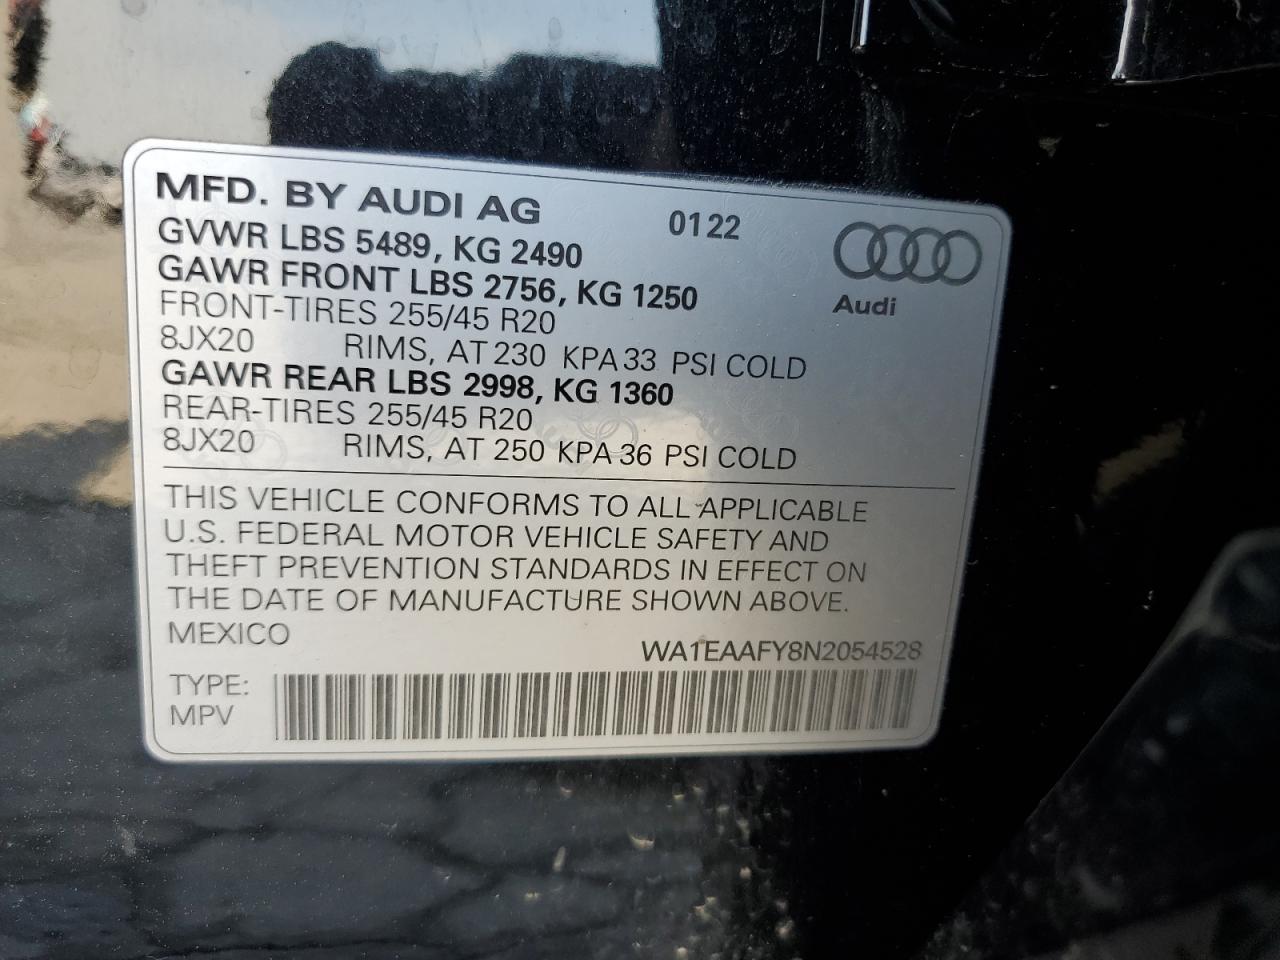 MFD. BY AUDI AG 0122
GVWR LBS 5489, KG 2490
GAWR FRONT LBS 2756, KG 1250
Audi
FRONT-TIRES 255/45 R20
8JX20 RIMS, AT 230 KPA 33 PSI COLD
GAWR REAR LBS 2998, KG 1360
REAR-TIRES 255/45 R20
8JX20 RIMS, AT 250 KPA 36 PSI COLD
THIS VEHICLE CONFORMS TO ALL APPLICABLE
U.S. FEDERAL MOTOR VEHICLE SAFETY AND
THEFT PREVENTION STANDARDS IN EFFECT ON
THE DATE OF MANUFACTURE SHOWN ABOVE.
MEXICO WA1EAAFY8N2054528
TYPE:
MPV